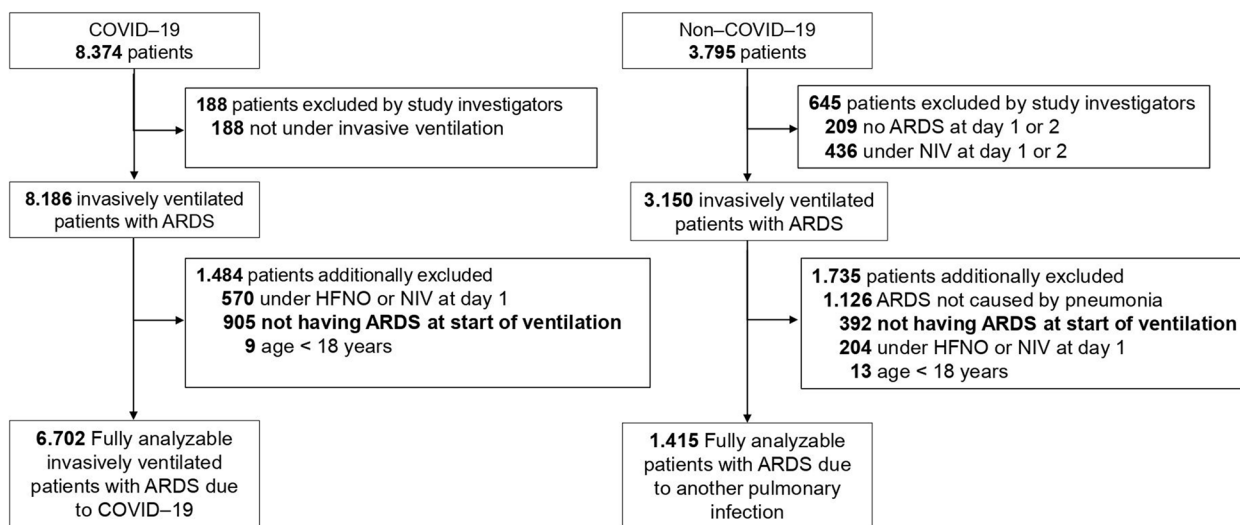 COVID–19
8.374 patients
188 patients excluded by study investigators
188 not under invasive ventilation
8.186 invasively ventilated
patients with ARDS
1.484 patients additionally excluded
570 under HFNO or NIV at day 1
905 not having ARDS at start of ventilation
9 age < 18 years
6.702 Fully analyzable
invasively ventilated
patients with ARDS due
to COVID–19
Non–COVID–19
3.795 patients
645 patients excluded by study investigators
209 no ARDS at day 1 or 2
436 under NIV at day 1 or 2
3.150 invasively ventilated
patients with ARDS
1.735 patients additionally excluded
1.126 ARDS not caused by pneumonia
392 not having ARDS at start of ventilation
204 under HFNO or NIV at day 1
13 age < 18 years
1.415 Fully analyzable
patients with ARDS due
to another pulmonary
infection